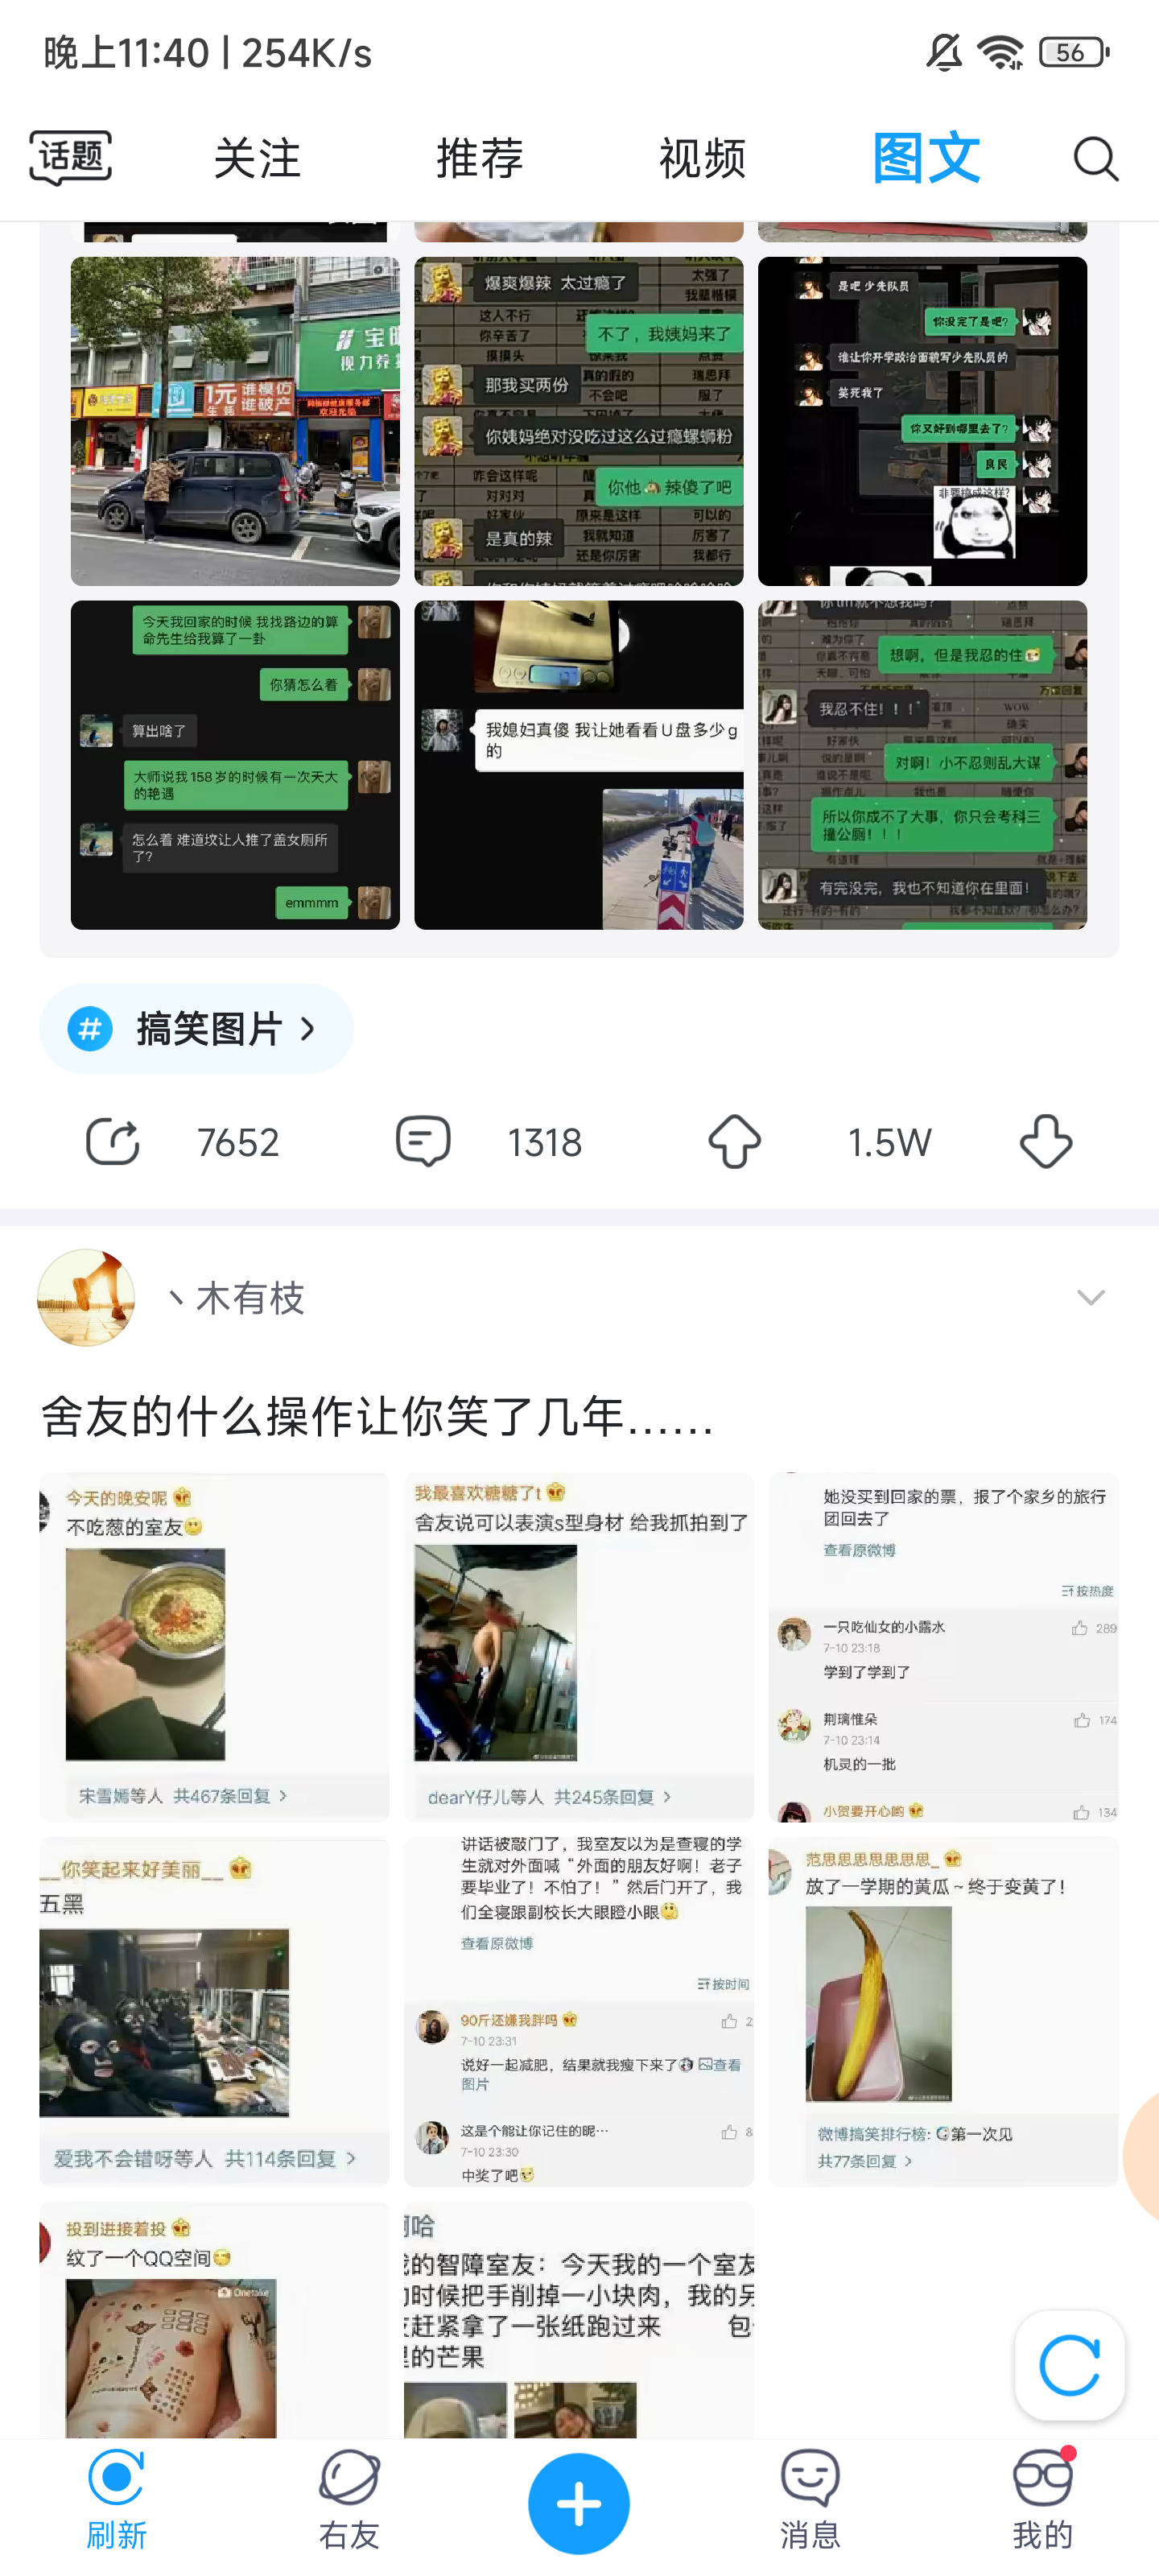 晚上11:40 | 254K/s
56
话题
关注
推荐
视频
图文
宝
视力养
1元 谁模仿
谁破产
欢迎光临
爆爽爆辣 太过瘾了
不了，我姨妈来了
那我买两份
你姨妈绝对没吃过这么过瘾螺蛳粉
你他🐴辣傻了吧
是真的辣
是吧 少先队员
你没完了是吧?
谁让你开学政治面貌写少先队员的
笑死我了
你又好到哪里去了?
良民
非要搞成这样?
今天我回家的时候 我找路边的算
命先生给我算了一卦
你猜怎么着
算出啥了
大师说我158岁的时候有一次天大
的艳遇
怎么着 难道坟让人推了盖女厕所
了?
emmmm
我媳妇真傻 我让她看看U盘多少g
的
想啊，但是我忍的住
我忍不住！！！
对啊！小不忍则乱大谋
所以你成不了大事，你只会考科三
撞公厕！！！
有完没完，我也不知道你在里面！
# 搞笑图片
7652
1318
1.5W
丶木有枝
舍友的什么操作让你笑了几年……
今天的晚安呢
不吃葱的室友
宋雪嫣等人 共467条回复 >
我最喜欢糖糖了t
舍友说可以表演s型身材 给我抓拍到了
dearY仔儿等人 共245条回复 >
她没买到回家的票，报了个家乡的旅行
团回去了
查看原微博
按热度
一只吃仙女的小露水
289
7-10 23:18
学到了学到了
荆璃惟朵
174
7-10 23:14
机灵的一批
小贺要开心哟
134
__你笑起来好美丽__
五黑
爱我不会错呀等人 共114条回复 >
讲话被敲门了，我室友以为是查寝的学
生就对外面喊“外面的朋友好啊！老子
要毕业了！不怕了！”然后门开了，我
们全寝跟副校长大眼瞪小眼
查看原微博
按时间
90斤还嫌我胖吗
2
7-10 23:31
说好一起减肥，结果就我瘦下来了 查看
图片
这是个能让你记住的昵…
8
7-10 23:30
中奖了吧
范思思思思思思思_
放了一学期的黄瓜～终于变黄了！
微博搞笑排行榜: 第一次见
共77条回复 >
投到进接着投
纹了一个QQ空间
Onetake
哈
的智障室友：今天我的一个室友
时候把手削掉一小块肉，我的另
赶紧拿了一张纸跑过来 包
的芒果
刷新
右友
消息
我的